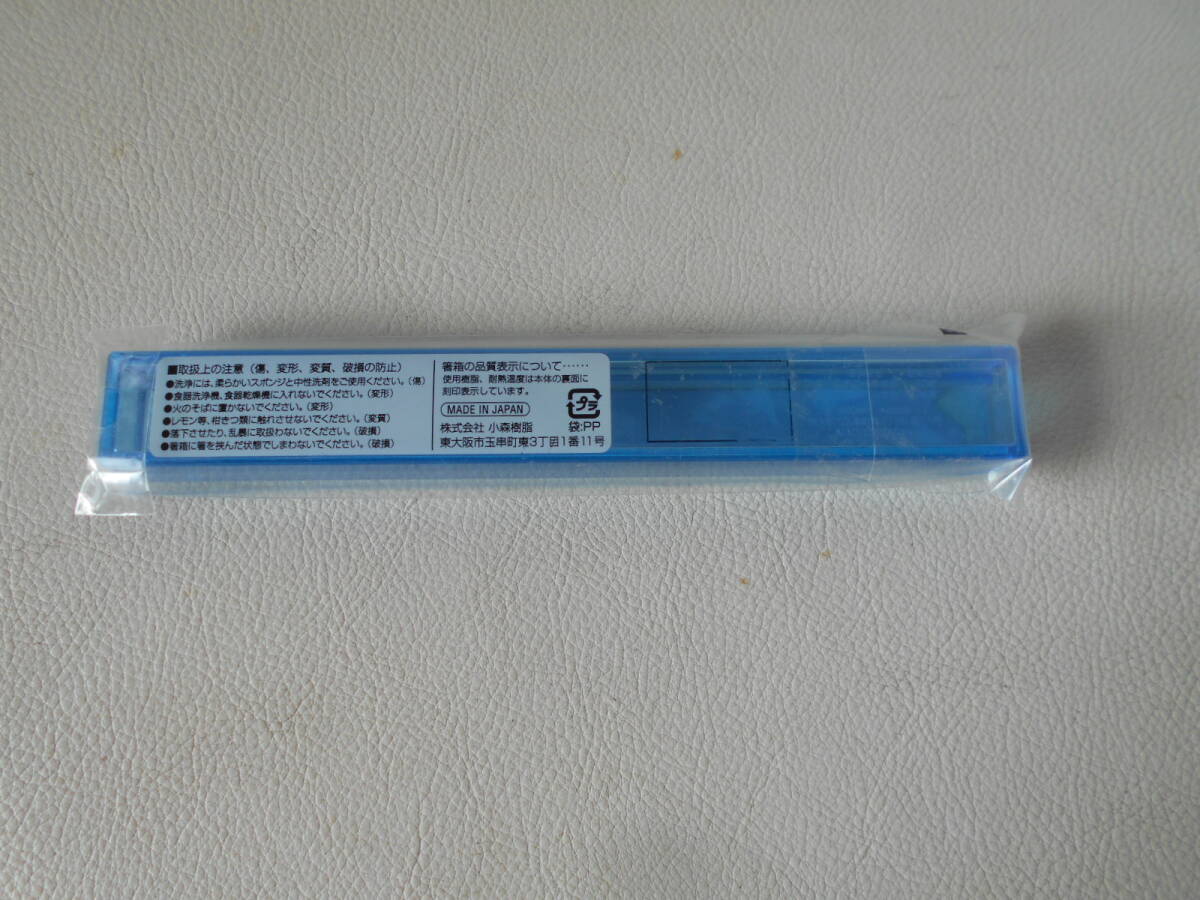 ■取扱上の注意（傷、変形、変質、破損の防止）
●洗浄には、柔らかいスポンジと中性洗剤をご使用ください。（傷）
●食器洗浄機、食器乾燥機に入れないでください。（変形）
●火のそばに置かないでください。（変形）
●レモン等、柑きつ類に触れさせないでください。（変質）
●落下させたり、乱暴に取扱わないでください。（破損）
●箸箱に箸を挟んだ状態でしまわないでください。（破損）
箸箱の品質表示について……
使用樹脂、耐熱温度は本体の裏面に
刻印表示しています。
MADE IN JAPAN
プラ
株式会社 小森樹脂
袋:PP
東大阪市玉串町東3丁目1番11号